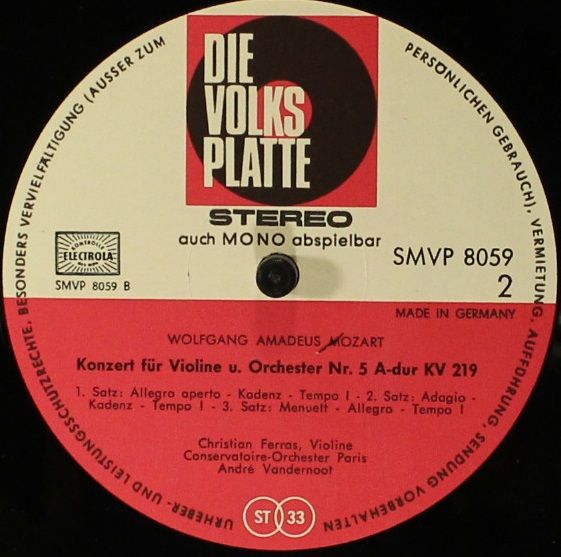 DIE
VOLKS
PLATTE
STEREO
auch MONO abspielbar
KONTROLLE
ELECTROLA
SMVP 8059 B
SMVP 8059
2
MADE IN GERMANY
WOLFGANG AMADEUS MOZART
Konzert für Violine u. Orchester Nr. 5 A-dur KV 219
1. Satz: Allegro aperto - Kadenz - Tempo I - 2. Satz: Adagio -
Kadenz - Tempo I - 3. Satz: Menuett - Allegro - Tempo I
Christian Ferras, Violine
Conservatoire-Orchester Paris
André Vandernoot
ST 33
URHEBER- UND LEISTUNGSSCHUTZRECHTE, BESONDERS VERVIELFÄLTIGUNG (AUSSER ZUM PERSÖNLICHEN GEBRAUCH), VERMIETUNG, AUFFÜHRUNG, SENDUNG VORBEHALTEN